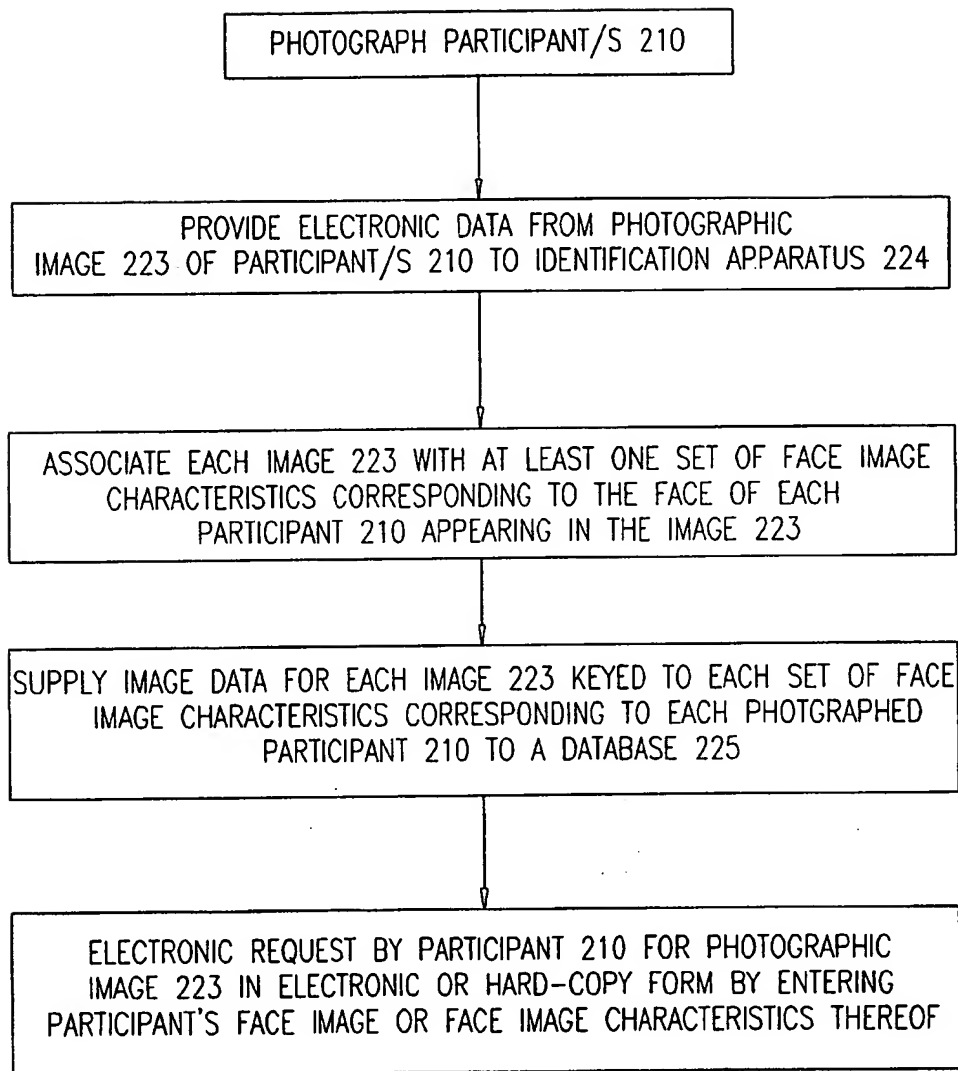 PHOTOGRAPH PARTICIPANT/S 210
PROVIDE ELECTRONIC DATA FROM PHOTOGRAPHIC
IMAGE 223 OF PARTICIPANT/S 210 TO IDENTIFICATION APPARATUS 224
ASSOCIATE EACH IMAGE 223 WITH AT LEAST ONE SET OF FACE IMAGE
CHARACTERISTICS CORRESPONDING TO THE FACE OF EACH
PARTICIPANT 210 APPEARING IN THE IMAGE 223
SUPPLY IMAGE DATA FOR EACH IMAGE 223 KEYED TO EACH SET OF FACE
IMAGE CHARACTERISTICS CORRESPONDING TO EACH PHOTGRAPHED
PARTICIPANT 210 TO A DATABASE 225
ELECTRONIC REQUEST BY PARTICIPANT 210 FOR PHOTOGRAPHIC
IMAGE 223 IN ELECTRONIC OR HARD-COPY FORM BY ENTERING
PARTICIPANT'S FACE IMAGE OR FACE IMAGE CHARACTERISTICS THEREOF